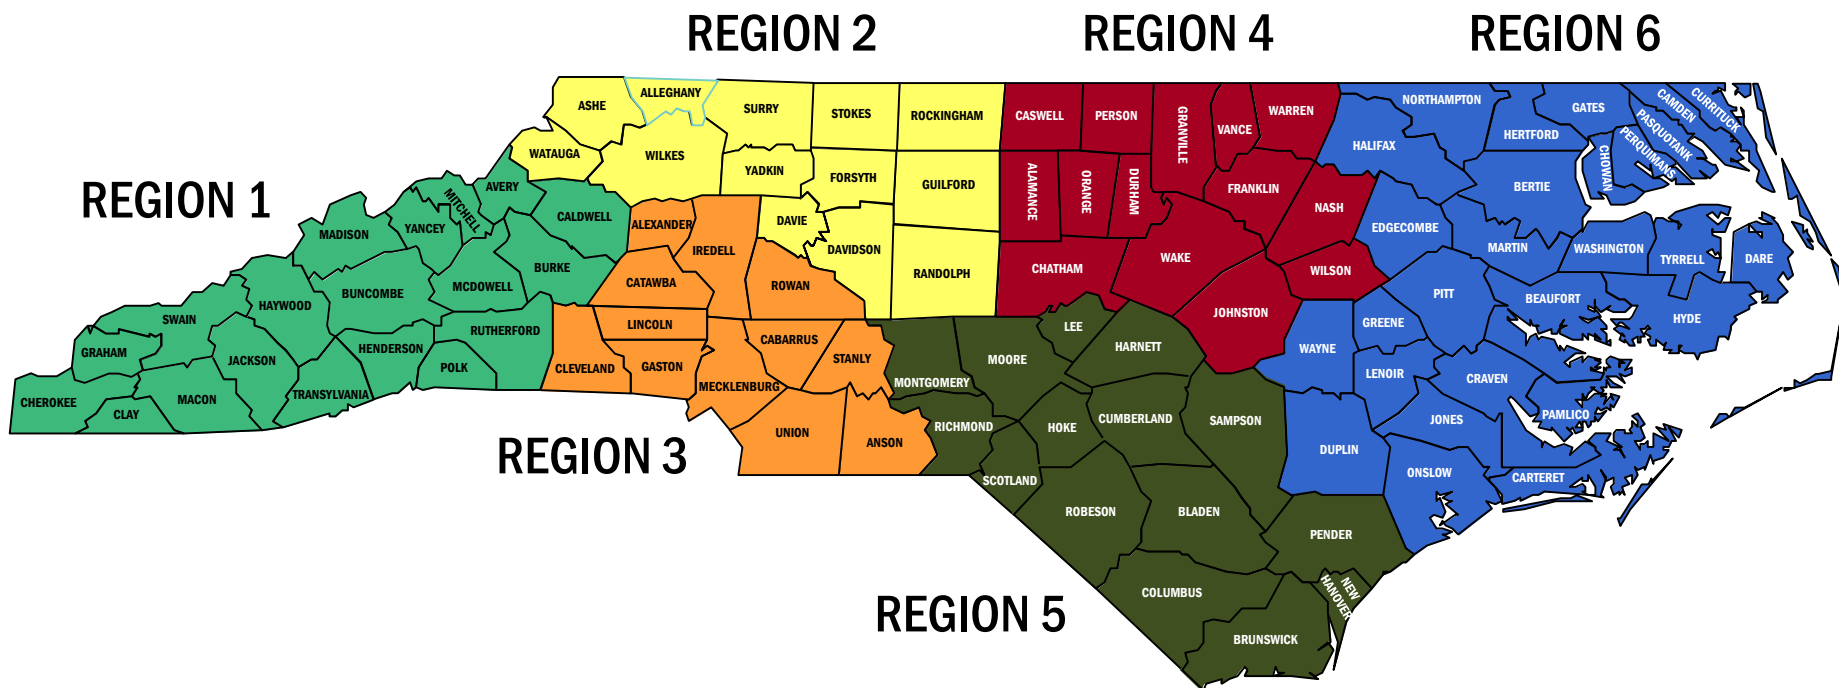 REGION 2
REGION 4
REGION 6
REGION 1
REGION 3
REGION 5
ASHE
ALLEGHANY
SURRY
STOKES
ROCKINGHAM
WATAUGA
WILKES
YADKIN
FORSYTH
GUILFORD
DAVIE
DAVIDSON
RANDOLPH
CASWELL
PERSON
GRANVILLE
VANCE
WARREN
ALAMANCE
ORANGE
DURHAM
FRANKLIN
NASH
CHATHAM
WAKE
WILSON
JOHNSTON
NORTHAMPTON
GATES
CAMDEN
CURRITUCK
PASQUOTANK
PERQUIMANS
CHOWAN
HERTFORD
HALIFAX
BERTIE
EDGECOMBE
MARTIN
WASHINGTON
TYRRELL
DARE
PITT
BEAUFORT
HYDE
GREENE
WAYNE
LENOIR
CRAVEN
PAMLICO
JONES
DUPLIN
ONSLOW
CARTERET
AVERY
MITCHELL
YANCEY
MADISON
CALDWELL
BURKE
MCDOWELL
BUNCOMBE
HAYWOOD
SWAIN
GRAHAM
JACKSON
HENDERSON
RUTHERFORD
POLK
TRANSYLVANIA
MACON
CLAY
CHEROKEE
ALEXANDER
IREDELL
CATAWBA
ROWAN
LINCOLN
CLEVELAND
GASTON
CABARRUS
STANLY
MECKLENBURG
UNION
ANSON
LEE
MOORE
HARNETT
MONTGOMERY
RICHMOND
HOKE
CUMBERLAND
SAMPSON
SCOTLAND
ROBESON
BLADEN
PENDER
COLUMBUS
NEW
HANOVER
BRUNSWICK